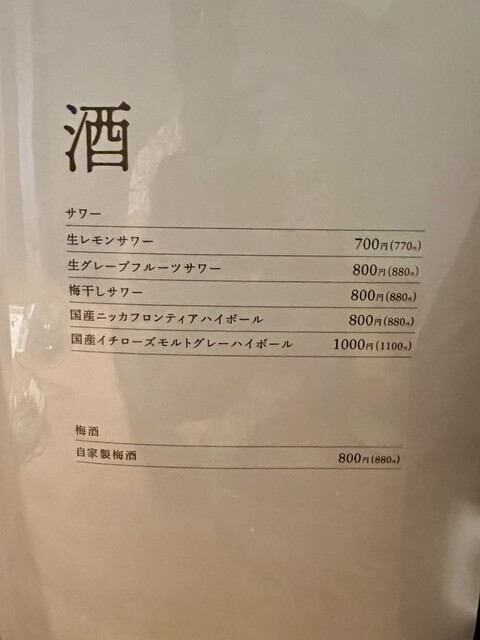 酒
サワー
生レモンサワー 700円(770円)
生グレープフルーツサワー 800円(880円)
梅干しサワー 800円(880円)
国産ニッカフロンティアハイボール 800円(880円)
国産イチローズモルトグレーハイボール 1000円(1100円)
梅酒
自家製梅酒 800円(880円)